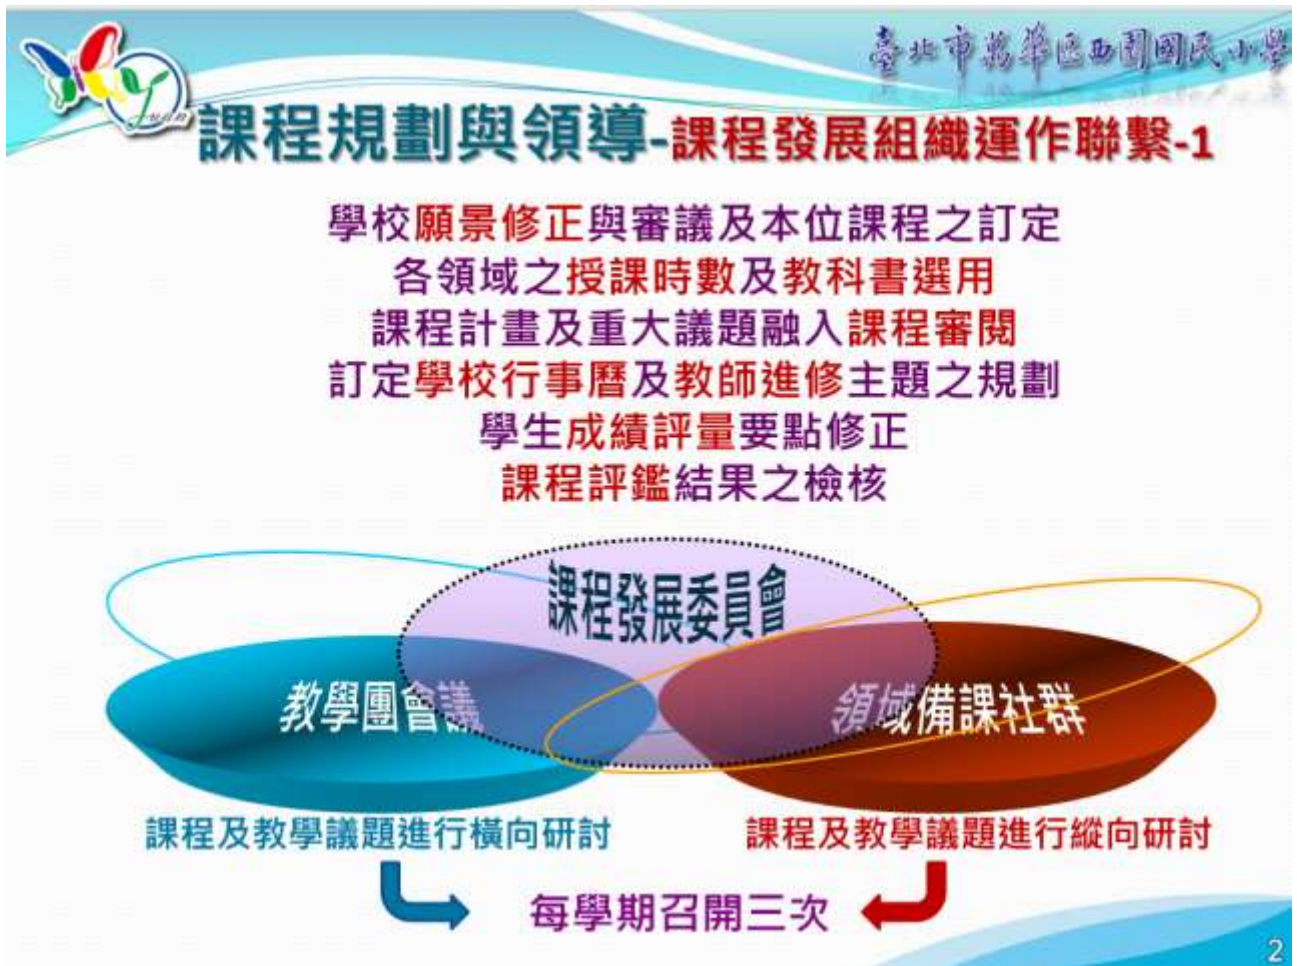 臺北市萬華區西園國民小學
Yuan
課程規劃與領導-課程發展組織運作聯繫-1
學校願景修正與審議及本位課程之訂定
各領域之授課時數及教科書選用
課程計畫及重大議題融入課程審閱
訂定學校行事曆及教師進修主題之規劃
學生成績評量要點修正
課程評鑑結果之檢核
課程發展委員會
教學團會議
領域備課社群
課程及教學議題進行橫向研討
課程及教學議題進行縱向研討
每學期召開三次
2